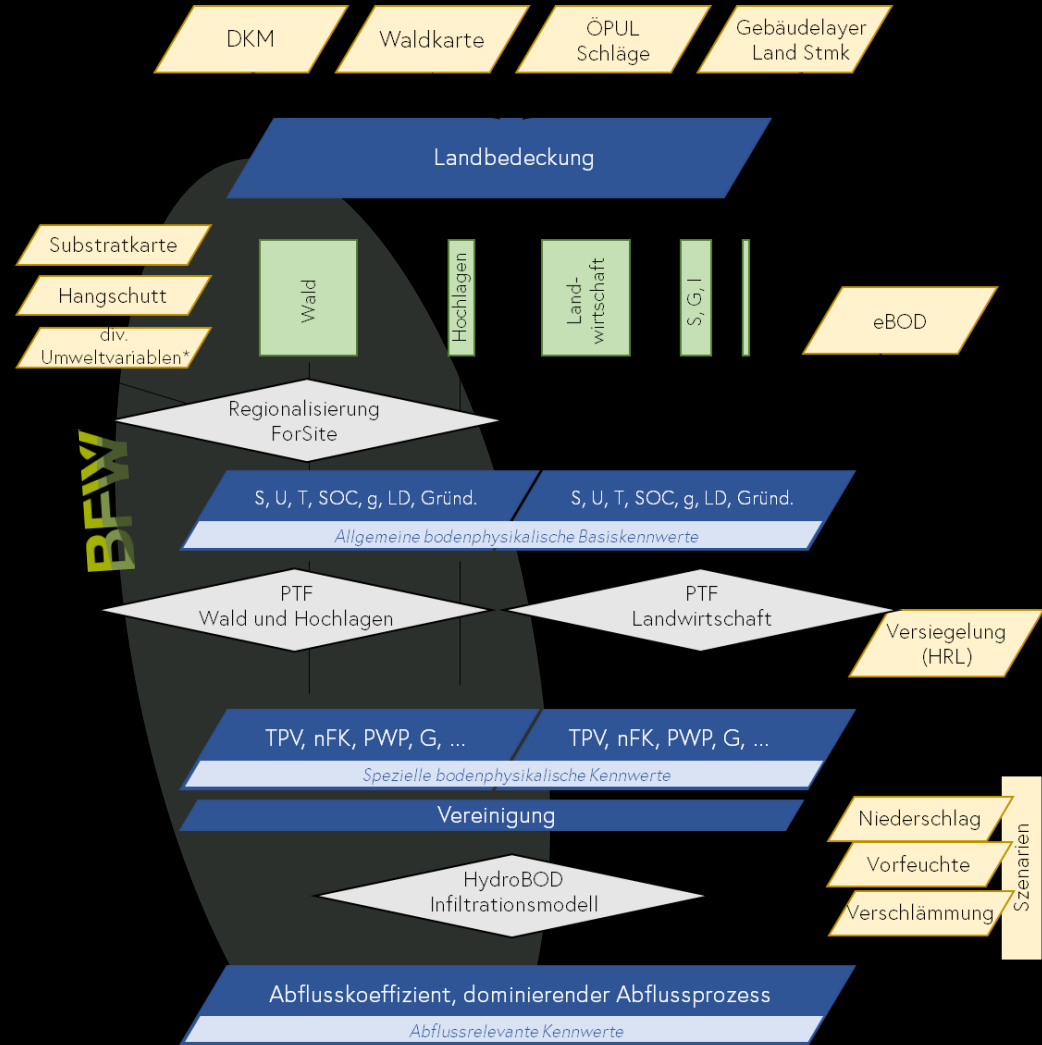 DKM
Waldkarte
ÖPUL
Schläge
Gebäudelayer
Land Stmk
Landbedeckung
Substratkarte
Hangschutt
div.
Umweltvariablen*
Wald
Hochlagen
Land-
wirtschaft
S, G, I
eBOD
Regionalisierung
ForSite
BFW
S, U, T, SOC, g, LD, Gründ.
S, U, T, SOC, g, LD, Gründ.
Allgemeine bodenphysikalische Basiskennwerte
PTF
Wald und Hochlagen
PTF
Landwirtschaft
Versiegelung
(HRL)
TPV, nFK, PWP, G, ...
TPV, nFK, PWP, G, ...
Spezielle bodenphysikalische Kennwerte
Vereinigung
Niederschlag
Vorfeuchte
Verschlämmung
Szenarien
HydroBOD
Infiltrationsmodell
Abflusskoeffizient, dominierender Abflussprozess
Abflussrelevante Kennwerte